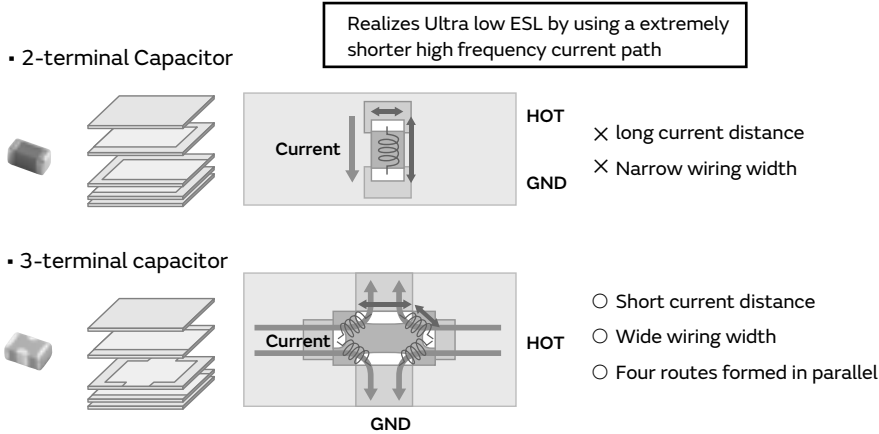 Realizes Ultra low ESL by using a extremely
shorter high frequency current path
▪ 2-terminal Capacitor
HOT
Current
GND
× long current distance
× Narrow wiring width
▪ 3-terminal capacitor
Current
HOT
GND
○ Short current distance
○ Wide wiring width
○ Four routes formed in parallel